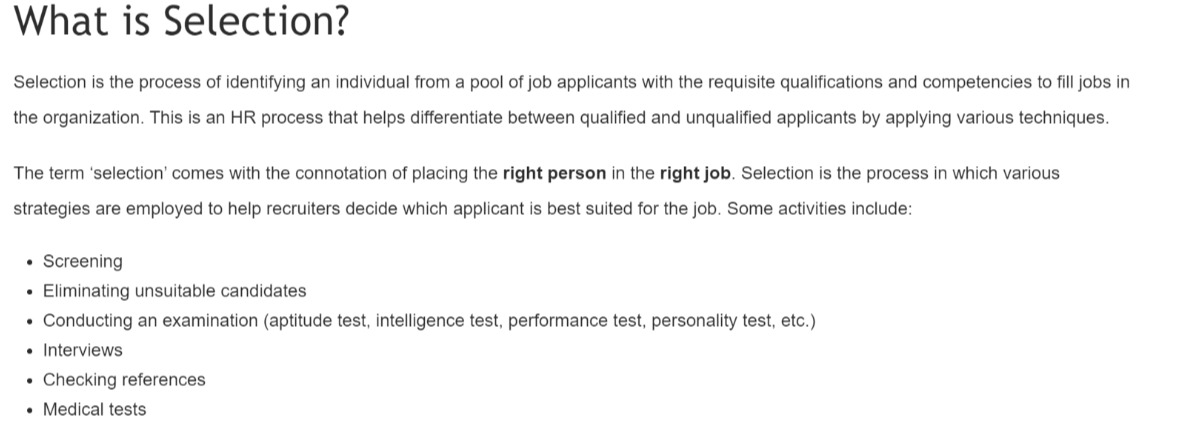 What is Selection?
Selection is the process of identifying an individual from a pool of job applicants with the requisite qualifications and competencies to fill jobs in
the organization. This is an HR process that helps differentiate between qualified and unqualified applicants by applying various techniques.
The term ‘selection’ comes with the connotation of placing the right person in the right job. Selection is the process in which various
strategies are employed to help recruiters decide which applicant is best suited for the job. Some activities include:
• Screening
• Eliminating unsuitable candidates
• Conducting an examination (aptitude test, intelligence test, performance test, personality test, etc.)
• Interviews
• Checking references
• Medical tests